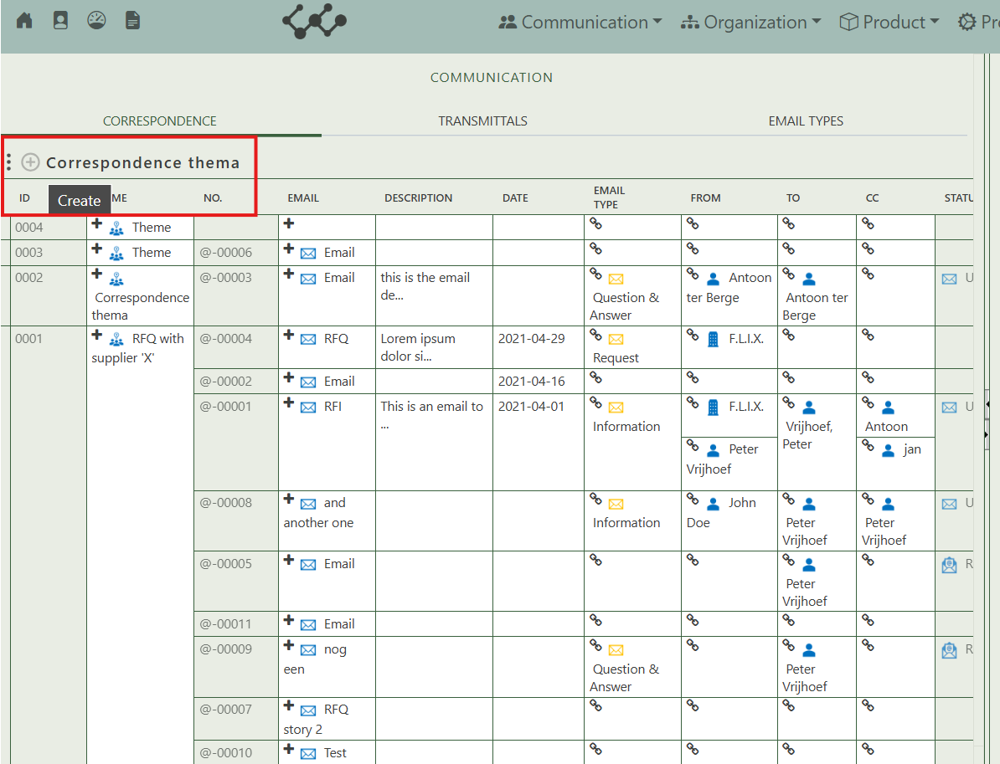 Communication Organization Product Pr
COMMUNICATION
CORRESPONDENCE TRANSMITTALS EMAIL TYPES
Correspondence thema
ID Create ME NO. EMAIL DESCRIPTION DATE EMAIL TYPE FROM TO CC STATU
0004 Theme
0003 Theme @-00006 Email
0002 @-00003 Email this is the email Antoon U
de...
Correspondence Question & ter Berge Antoon ter
thema Answer Berge
0001 RFQ with @-00004 RFQ Lorem ipsum 2021-04-29 F.L.I.X.
supplier 'X' dolor si... Request
@-00002 Email 2021-04-16
@-00001 RFI This is an email to 2021-04-01 F.L.I.X. U
... Information Vrijhoef, Antoon
Peter
Peter jan
Vrijhoef
@-00008 and John U
another one Information Doe Peter Peter
Vrijhoef Vrijhoef
@-00005 Email R
Peter
Vrijhoef
@-00011 Email
@-00009 nog R
een Question & Peter
Answer Vrijhoef
@-00007 RFQ
story 2
@-00010 Test